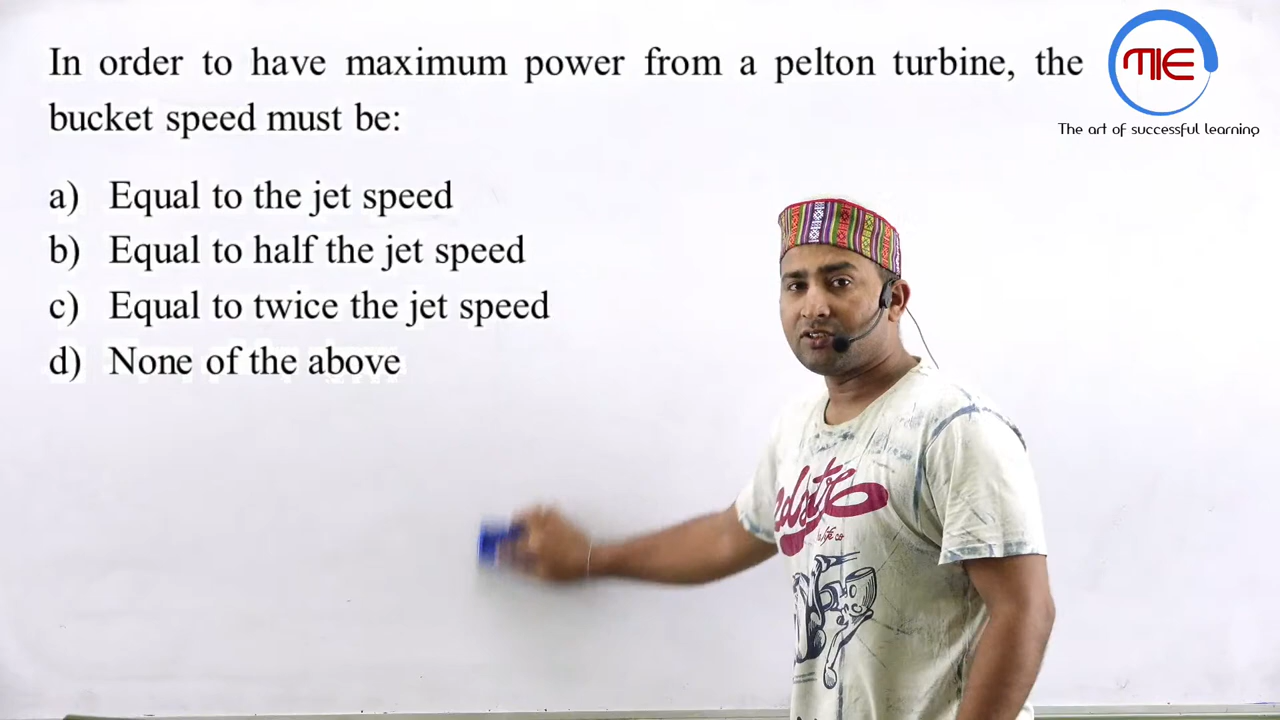 In order to have maximum power from a pelton turbine, the
bucket speed must be:
a) Equal to the jet speed
b) Equal to half the jet speed
c) Equal to twice the jet speed
d) None of the above
MIE
The art of successful learning